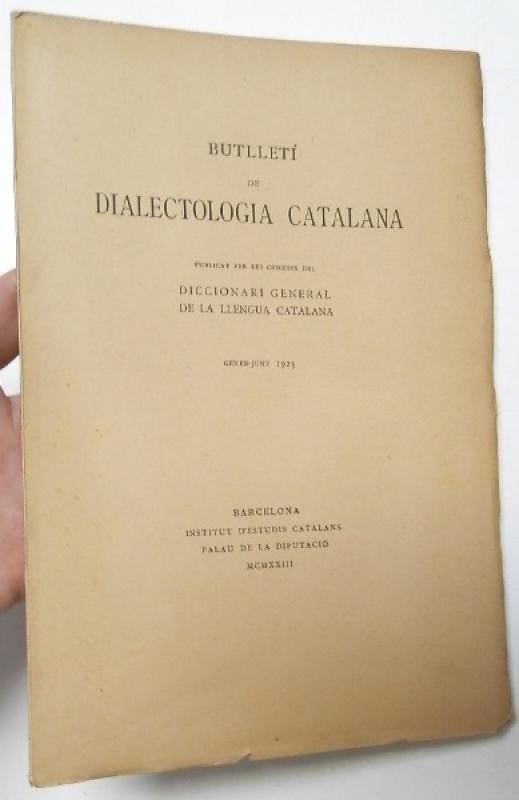 BUTLLETÍ
DE
DIALECTOLOGIA CATALANA
PUBLICAT PER LES OFICINES DEL
DICCIONARI GENERAL
DE LA LLENGUA CATALANA
GENER-JUNY 1923
BARCELONA
INSTITUT D'ESTUDIS CATALANS
PALAU DE LA DIPUTACIÓ
MCMXXIII